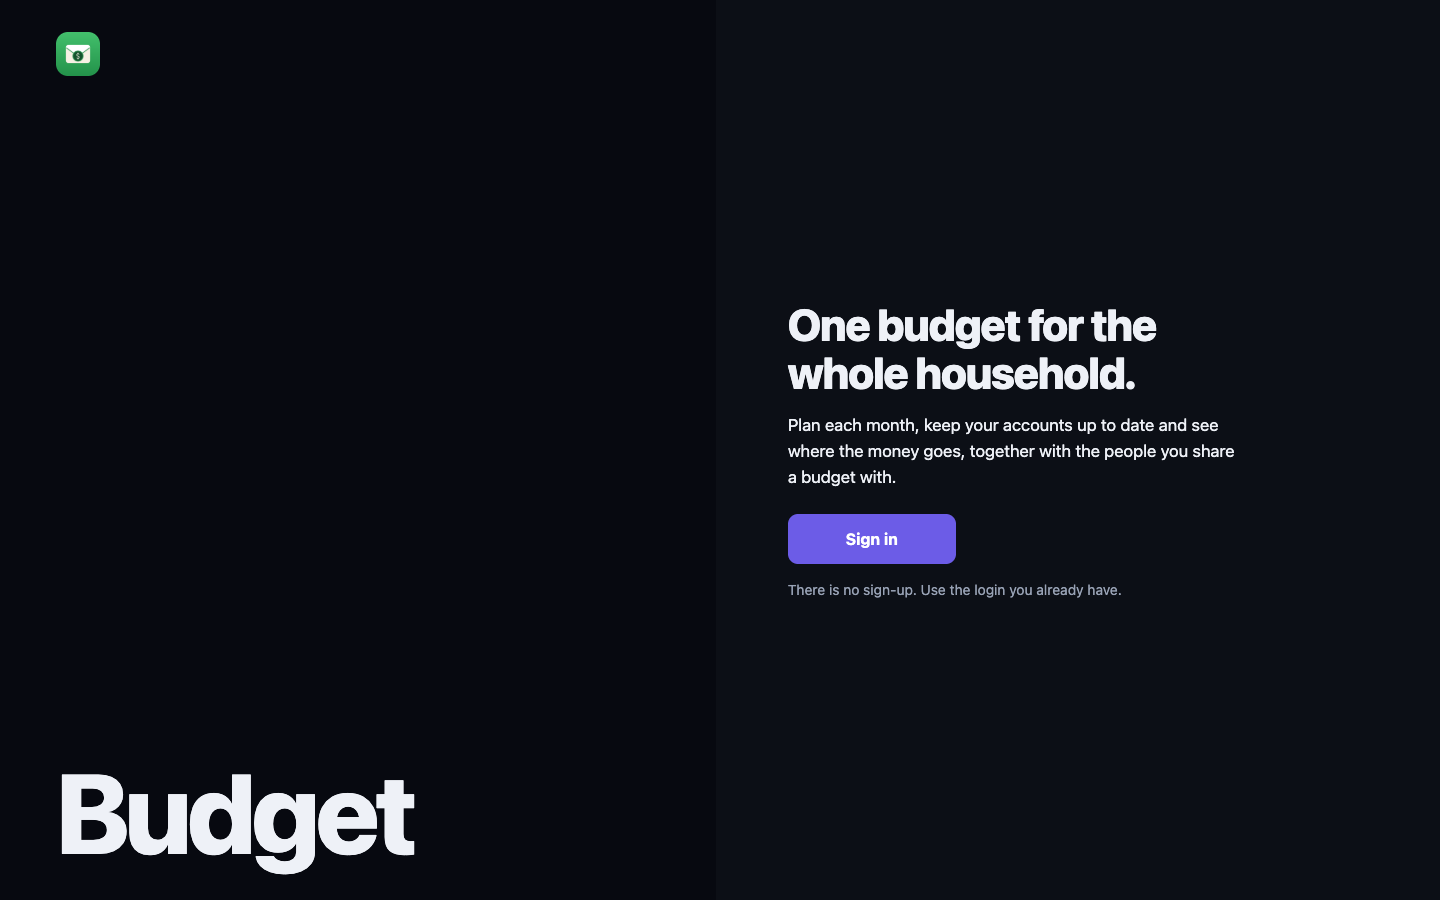 Budget
One budget for the
whole household.
Plan each month, keep your accounts up to date and see
where the money goes, together with the people you share
a budget with.
Sign in
There is no sign-up. Use the login you already have.